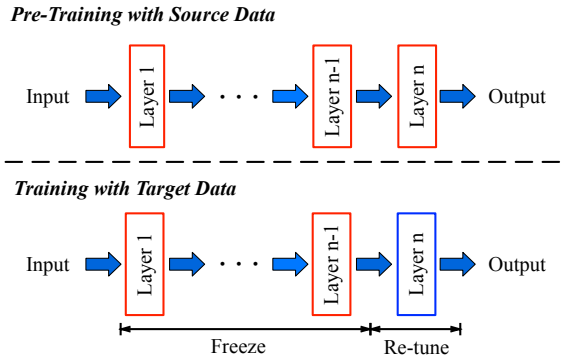 Pre-Training with Source Data
Input
Layer 1
. . .
Layer n-1
Layer n
Output
Training with Target Data
Input
Layer 1
. . .
Layer n-1
Layer n
Output
Freeze
Re-tune